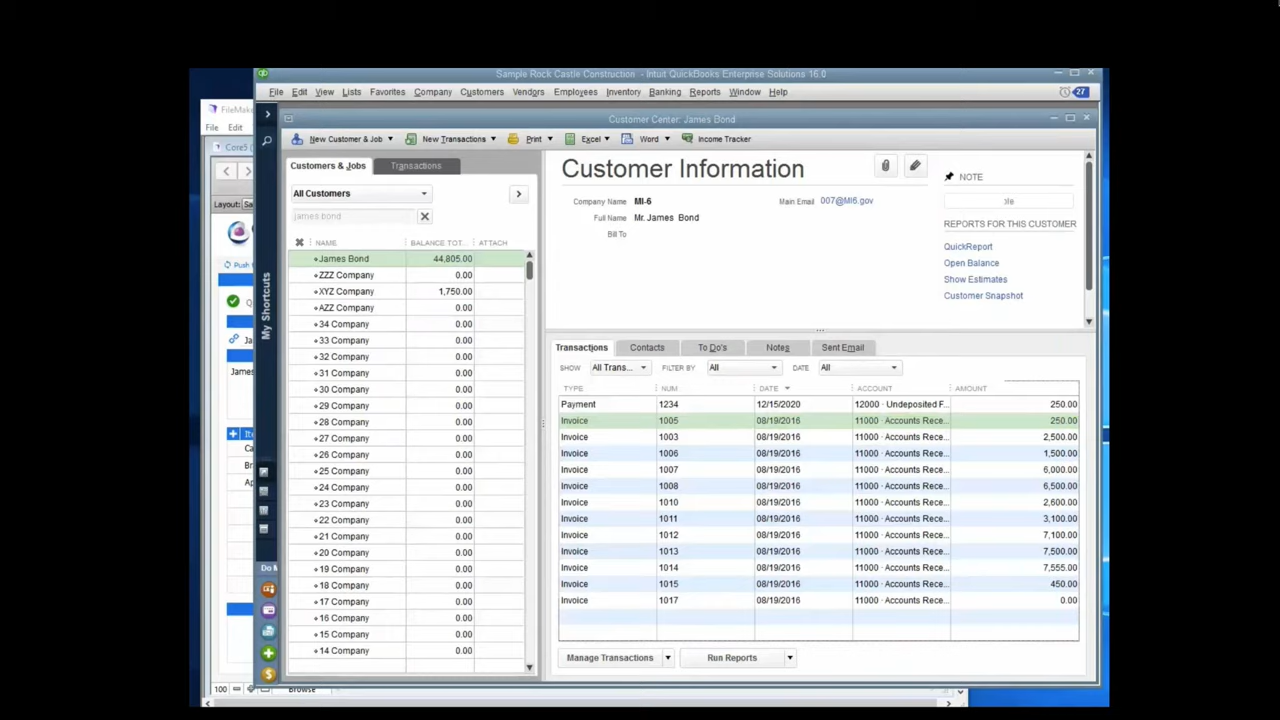 Sample Rock Castle Construction - Intuit QuickBooks Enterprise Solutions 16.0
File Edit View Lists Favorites Company Customers Vendors Employees Inventory Banking Reports Window Help
27
FileMak
File Edit
Core5
Layout: Sa
Push
James
100
Browse
My Shortcuts
Do M
Customer Center: James Bond
New Customer & Job New Transactions Print Excel Word Income Tracker
Customers & Jobs Transactions
All Customers
james bond
NAME BALANCE TOT... ATTACH
James Bond 44,805.00
ZZZ Company 0.00
XYZ Company 1,750.00
AZZ Company 0.00
34 Company 0.00
33 Company 0.00
32 Company 0.00
31 Company 0.00
30 Company 0.00
29 Company 0.00
28 Company 0.00
27 Company 0.00
26 Company 0.00
25 Company 0.00
24 Company 0.00
23 Company 0.00
22 Company 0.00
21 Company 0.00
20 Company 0.00
19 Company 0.00
18 Company 0.00
17 Company 0.00
16 Company 0.00
15 Company 0.00
14 Company 0.00
Customer Information
Company Name MI-6
Full Name Mr. James Bond
Bill To
Main Email 007@MI6.gov
NOTE
REPORTS FOR THIS CUSTOMER
QuickReport
Open Balance
Show Estimates
Customer Snapshot
Transactions Contacts To Do's Notes Sent Email
SHOW All Trans... FILTER BY All DATE All
TYPE NUM DATE ACCOUNT AMOUNT
Payment 1234 12/15/2020 12000 · Undeposited F... 250.00
Invoice 1005 08/19/2016 11000 · Accounts Rece... 250.00
Invoice 1003 08/19/2016 11000 · Accounts Rece... 2,500.00
Invoice 1006 08/19/2016 11000 · Accounts Rece... 1,500.00
Invoice 1007 08/19/2016 11000 · Accounts Rece... 6,000.00
Invoice 1008 08/19/2016 11000 · Accounts Rece... 6,500.00
Invoice 1010 08/19/2016 11000 · Accounts Rece... 2,600.00
Invoice 1011 08/19/2016 11000 · Accounts Rece... 3,100.00
Invoice 1012 08/19/2016 11000 · Accounts Rece... 7,100.00
Invoice 1013 08/19/2016 11000 · Accounts Rece... 7,500.00
Invoice 1014 08/19/2016 11000 · Accounts Rece... 7,555.00
Invoice 1015 08/19/2016 11000 · Accounts Rece... 450.00
Invoice 1017 08/19/2016 11000 · Accounts Rece... 0.00
Manage Transactions Run Reports